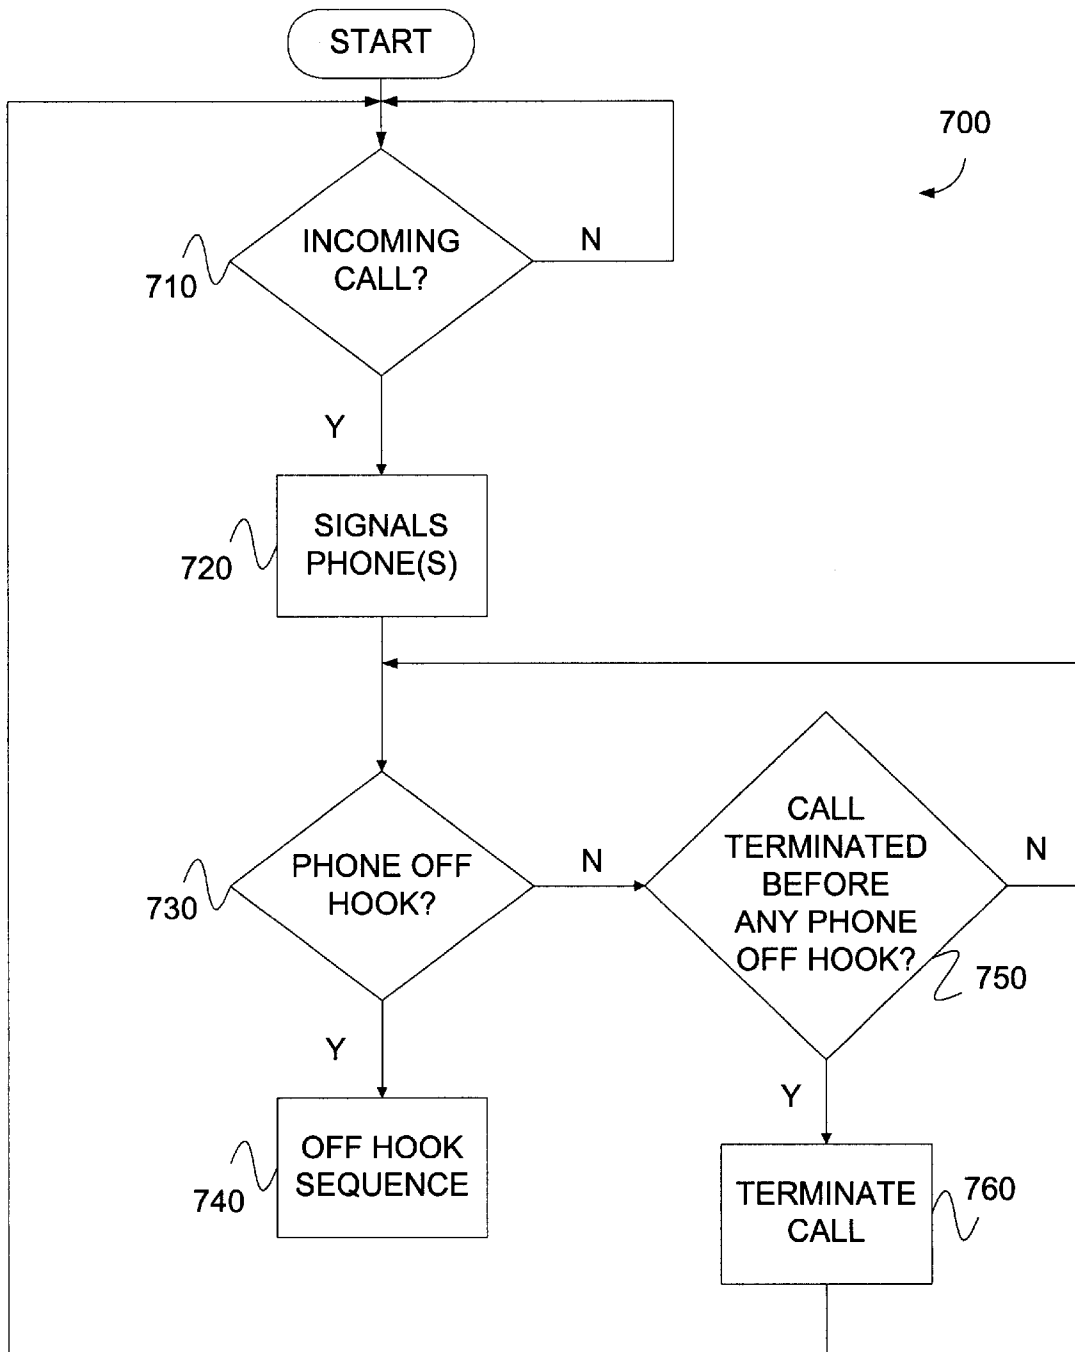 START
700
INCOMING
CALL?
N
710
Y
SIGNALS
PHONE(S)
720
PHONE OFF
HOOK?
N
730
CALL
TERMINATED
BEFORE
ANY PHONE
OFF HOOK?
N
750
Y
Y
OFF HOOK
SEQUENCE
740
TERMINATE
CALL
760